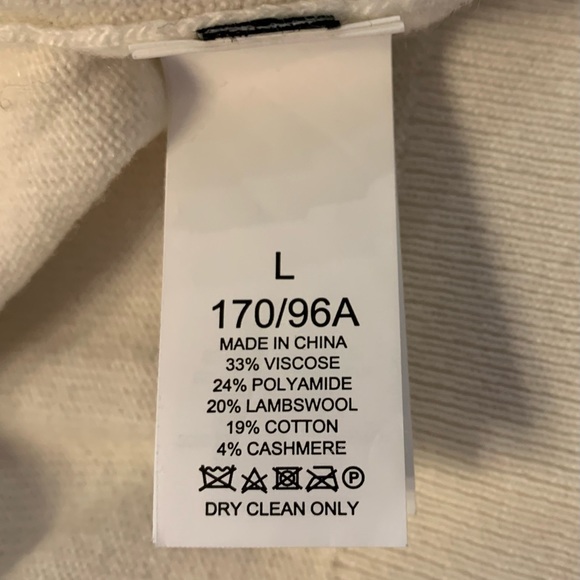 L
170/96A
MADE IN CHINA
33% VISCOSE
24% POLYAMIDE
20% LAMBSWOOL
19% COTTON
4% CASHMERE
P
DRY CLEAN ONLY